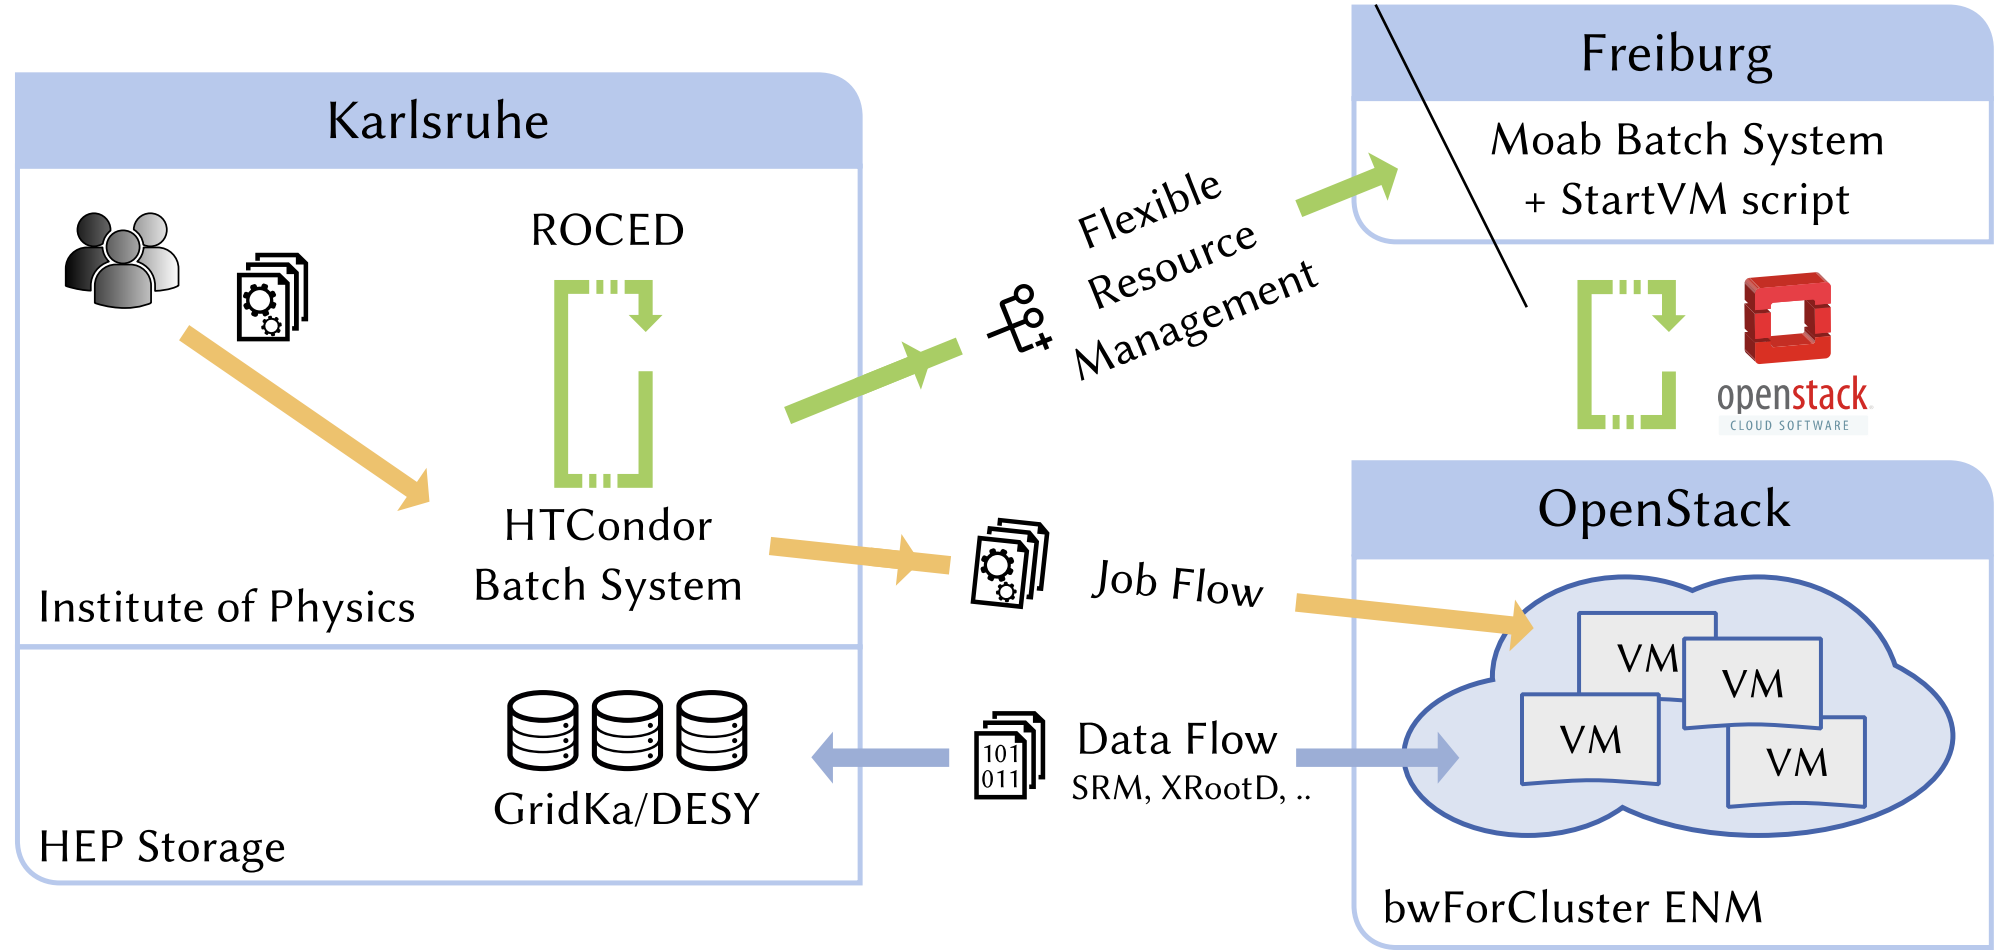 Karlsruhe
ROCED
HTCondor
Batch System
Institute of Physics
GridKa/DESY
HEP Storage
Flexible
Resource
Management
Job Flow
101
011
Data Flow
SRM, XRootD, ..
Freiburg
Moab Batch System
+ StartVM script
openstack
CLOUD SOFTWARE
OpenStack
VM
VM
VM
VM
bwForCluster ENM